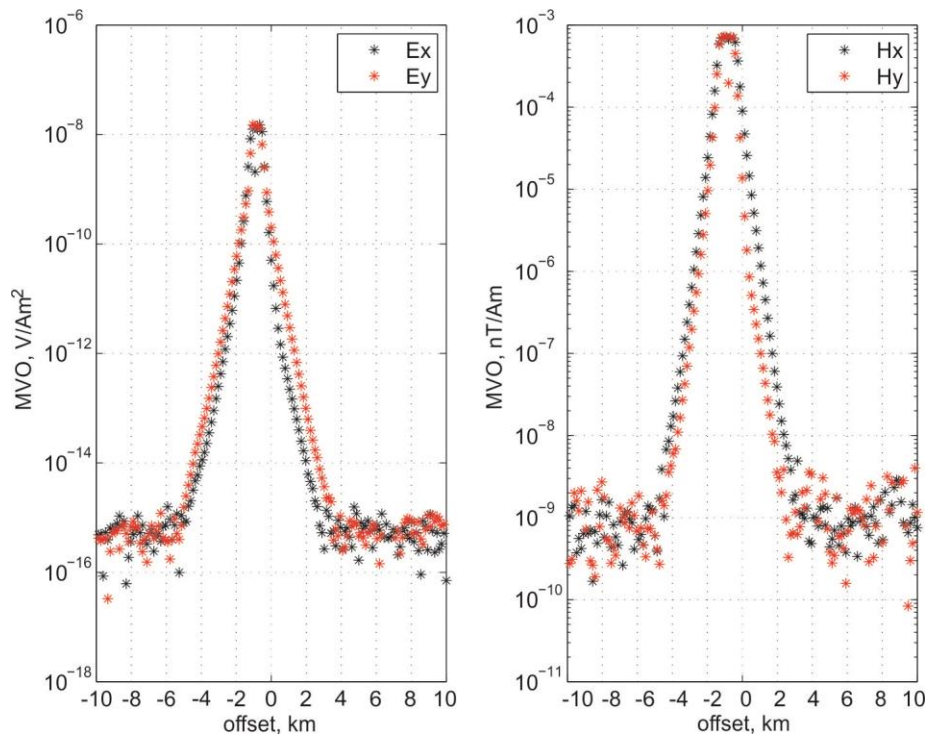 10⁻⁶
10⁻⁸
10⁻¹⁰
10⁻¹²
10⁻¹⁴
10⁻¹⁶
10⁻¹⁸
MVO, V/Am²
Ex
Ey
-10 -8 -6 -4 -2 0 2 4 6 8 10
offset, km
10⁻³
10⁻⁴
10⁻⁵
10⁻⁶
10⁻⁷
10⁻⁸
10⁻⁹
10⁻¹⁰
10⁻¹¹
MVO, nT/Am
Hx
Hy
-10 -8 -6 -4 -2 0 2 4 6 8 10
offset, km